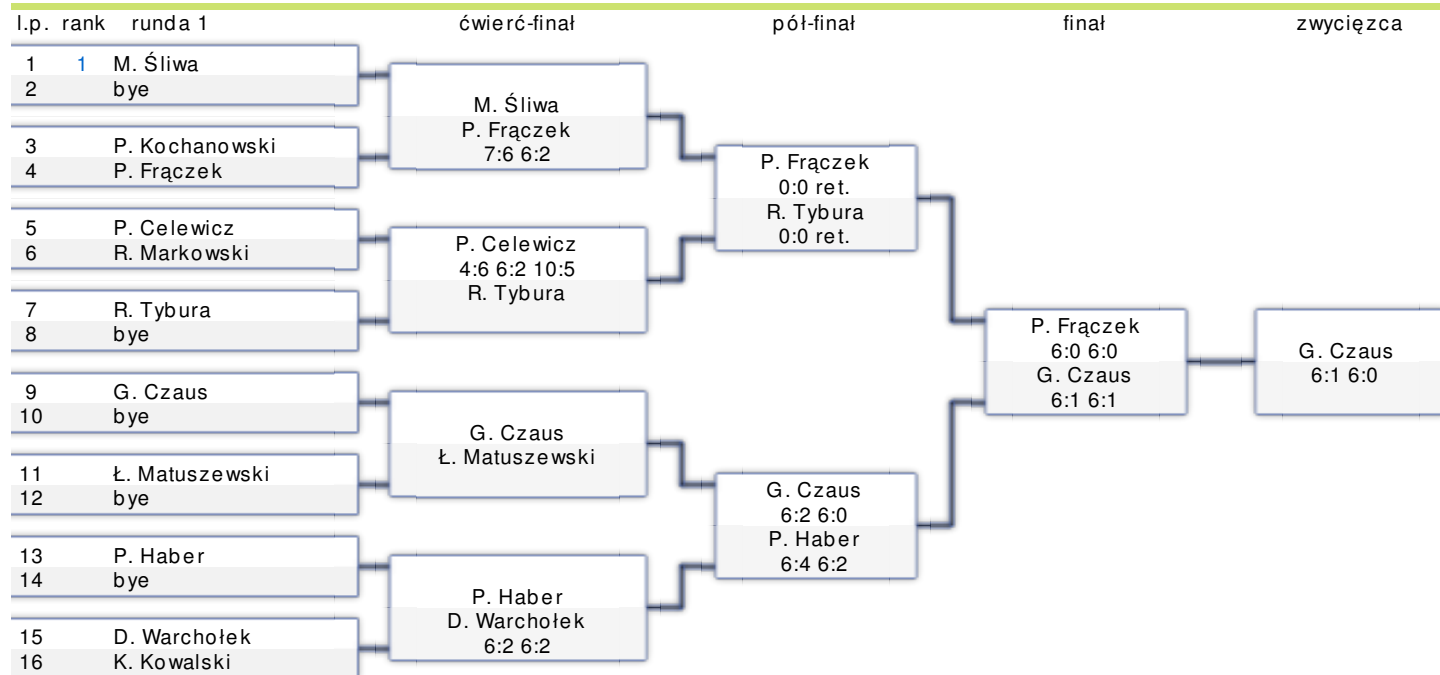 l.p. rank runda 1 ćwierć-finał pół-finał finał zwycięzca
1 1 M. Śliwa
2 bye
3 P. Kochanowski
4 P. Frączek
5 P. Celewicz
6 R. Markowski
7 R. Tybura
8 bye
9 G. Czaus
10 bye
11 Ł. Matuszewski
12 bye
13 P. Haber
14 bye
15 D. Warchołek
16 K. Kowalski
M. Śliwa
P. Frączek
7:6 6:2
P. Celewicz
4:6 6:2 10:5
R. Tybura
G. Czaus
Ł. Matuszewski
P. Haber
D. Warchołek
6:2 6:2
P. Frączek
0:0 ret.
R. Tybura
0:0 ret.
G. Czaus
6:2 6:0
P. Haber
6:4 6:2
P. Frączek
6:0 6:0
G. Czaus
6:1 6:1
G. Czaus
6:1 6:0